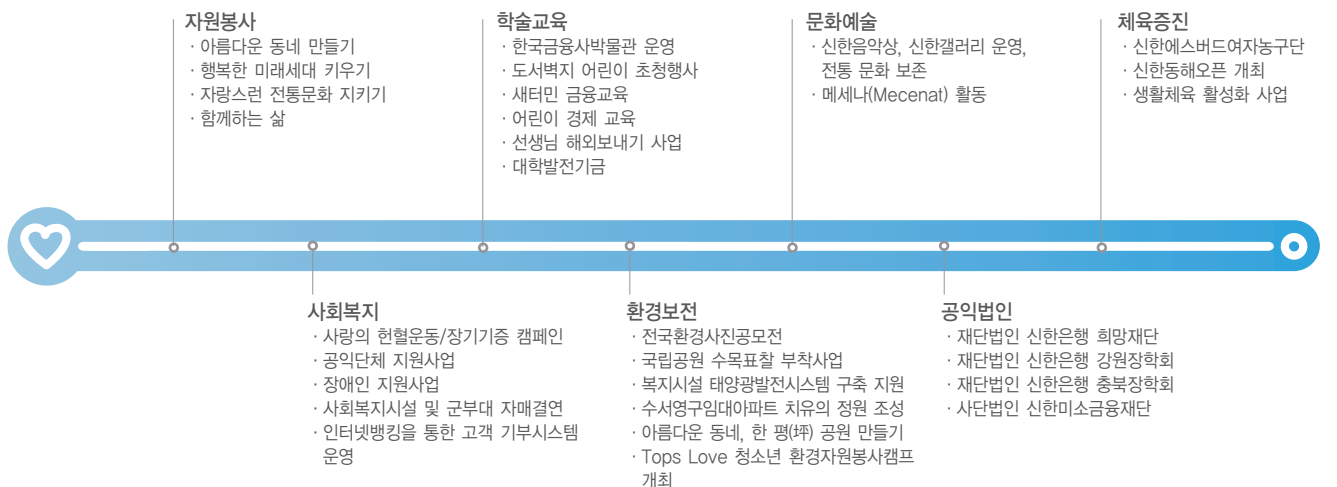 자원봉사
· 아름다운 동네 만들기
· 행복한 미래세대 키우기
· 자랑스런 전통문화 지키기
· 함께하는 삶
학술교육
· 한국금융사박물관 운영
· 도서벽지 어린이 초청행사
· 새터민 금융교육
· 어린이 경제 교육
· 선생님 해외보내기 사업
· 대학발전기금
문화예술
· 신한음악상, 신한갤러리 운영,
전통 문화 보존
· 메세나(Mecenat) 활동
체육증진
· 신한에스버드여자농구단
· 신한동해오픈 개최
· 생활체육 활성화 사업
사회복지
· 사랑의 헌혈운동/장기기증 캠페인
· 공익단체 지원사업
· 장애인 지원사업
· 사회복지시설 및 군부대 자매결연
· 인터넷뱅킹을 통한 고객 기부시스템
운영
환경보전
· 전국환경사진공모전
· 국립공원 수목표찰 부착사업
· 복지시설 태양광발전시스템 구축 지원
· 수서영구임대아파트 치유의 정원 조성
· 아름다운 동네, 한 평(坪) 공원 만들기
· Tops Love 청소년 환경자원봉사캠프
개최
공익법인
· 재단법인 신한은행 희망재단
· 재단법인 신한은행 강원장학회
· 재단법인 신한은행 충북장학회
· 사단법인 신한미소금융재단